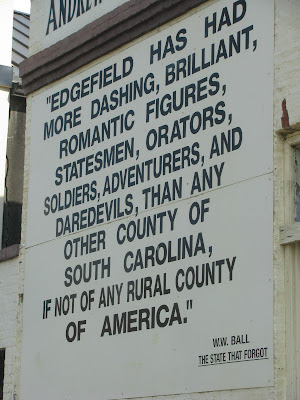 ANDREW
"EDGEFIELD HAS HAD
MORE DASHING, BRILLIANT,
ROMANTIC FIGURES,
STATESMEN, ORATORS,
SOLDIERS, ADVENTURERS, AND
DAREDEVILS, THAN ANY
OTHER COUNTY OF
SOUTH CAROLINA,
IF NOT OF ANY RURAL COUNTY
OF AMERICA."
W.W. BALL
THE STATE THAT FORGOT